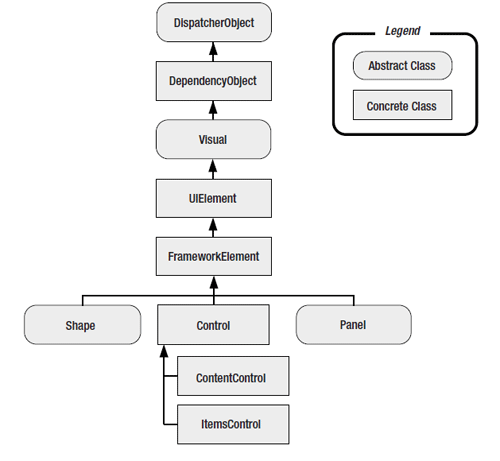 DispatcherObject
Legend
Abstract Class
Concrete Class
DependencyObject
Visual
UIElement
FrameworkElement
Shape
Control
Panel
ContentControl
ItemsControl